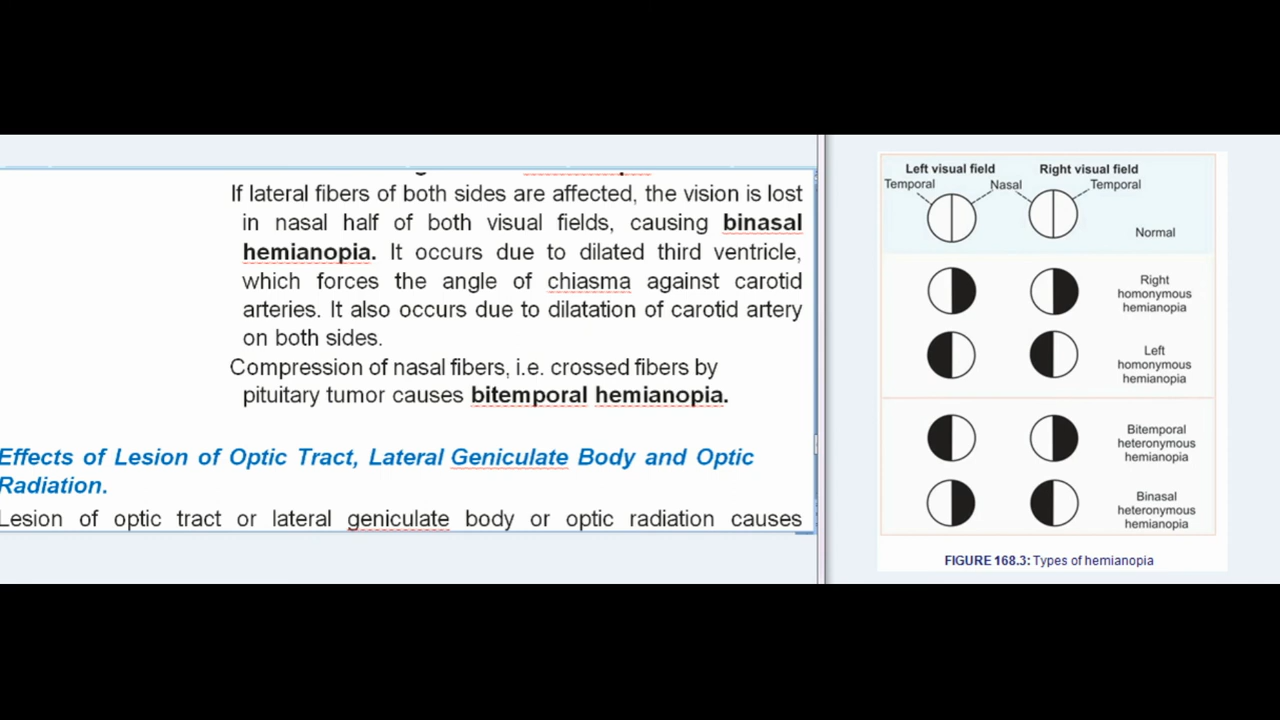 If lateral fibers of both sides are affected, the vision is lost
in nasal half of both visual fields, causing binasal
hemianopia. It occurs due to dilated third ventricle,
which forces the angle of chiasma against carotid
arteries. It also occurs due to dilatation of carotid artery
on both sides.
Compression of nasal fibers, i.e. crossed fibers by
pituitary tumor causes bitemporal hemianopia.
Effects of Lesion of Optic Tract, Lateral Geniculate Body and Optic
Radiation.
Lesion of optic tract or lateral geniculate body or optic radiation causes
Left visual field Right visual field
Temporal Nasal Temporal
Normal
Right
homonymous
hemianopia
Left
homonymous
hemianopia
Bitemporal
heteronymous
hemianopia
Binasal
heteronymous
hemianopia
FIGURE 168.3: Types of hemianopia